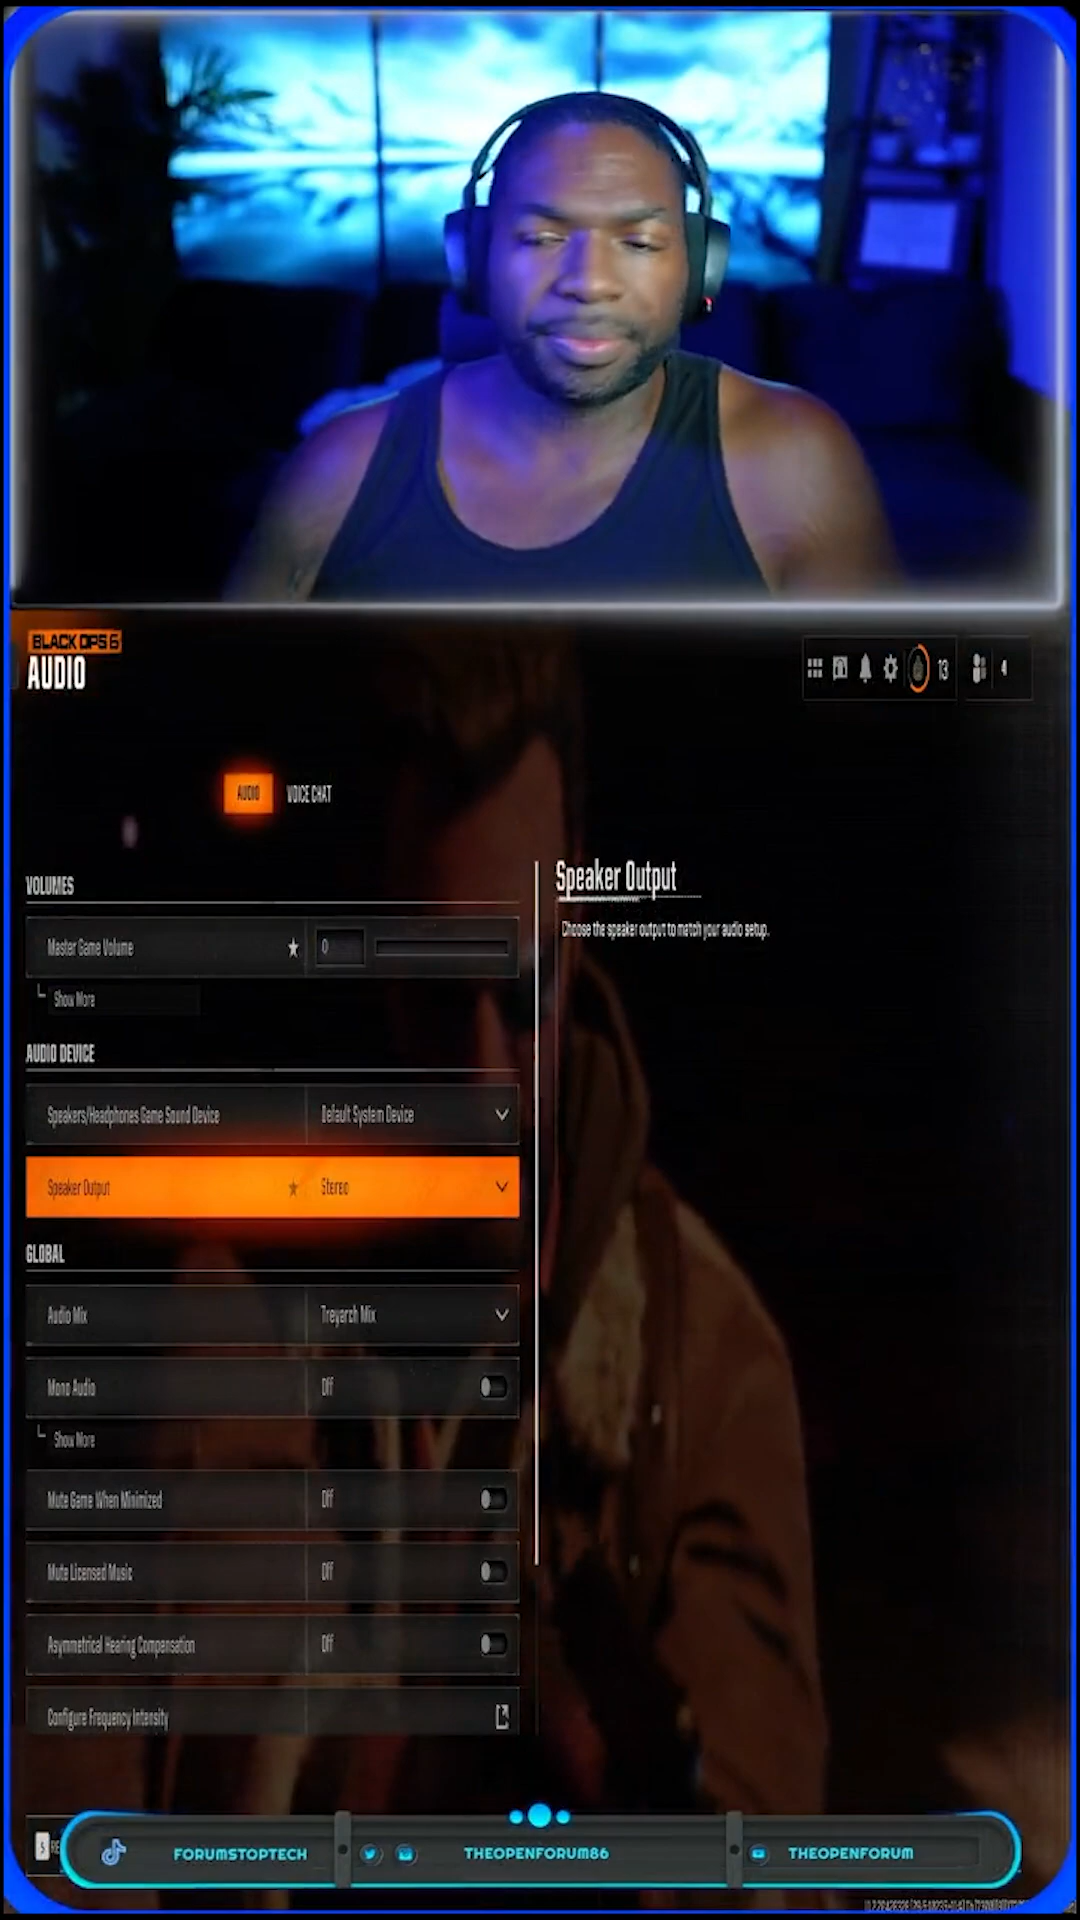 BLACK OPS 6
AUDIO
13
4
AUDIO
VOICE CHAT
VOLUMES
Master Game Volume
0
Show More
AUDIO DEVICE
Speakers/Headphones Game Sound Device
Default System Device
Speaker Output
Stereo
GLOBAL
Audio Mix
Treyarch Mix
Mono Audio
Off
Show More
Mute Game When Minimized
Off
Mute Licensed Music
Off
Asymmetrical Hearing Compensation
Off
Configure Frequency Intensity
Speaker Output
Choose the speaker output to match your audio setup.
FORUMSTOPTECH
THEOPENFORUM86
THEOPENFORUM